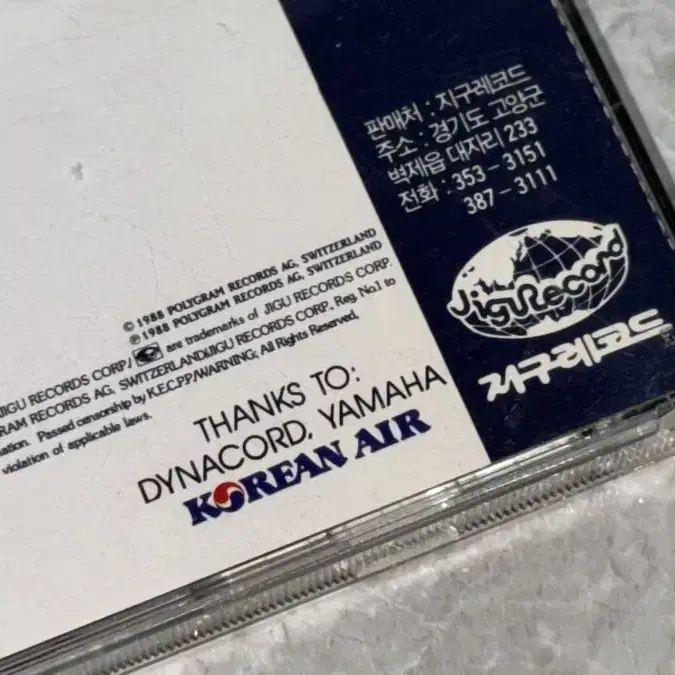 판매처 : 지구레코드
주소 : 경기도 고양군
벽제읍 대자리 233
전화 : 353-3151
387-3111
Jigu Record
지구레코드
© 1988 POLYGRAM RECORDS AG, SWITZERLAND
℗ 1988 POLYGRAM RECORDS AG, SWITZERLAND
JIGU RECORDS CORP./ are trademarks of JIGU RECORDS CORP.
RAM RECORDS AG, SWITZERLAND/JIGU RECORDS CORP., Reg. No.1 to
Passed censorship by K.E.C.P.P/WARNING; All Rights Reserved.
violation of applicable laws.
THANKS TO:
DYNACORD, YAMAHA
KOREAN AIR